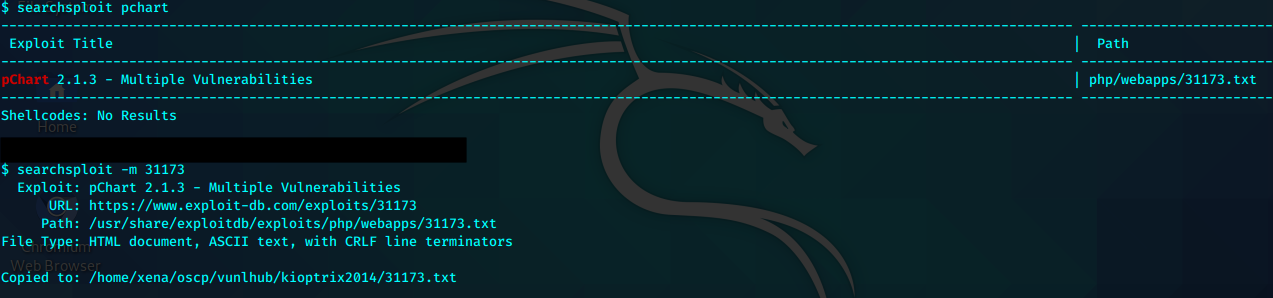 $ searchsploit pchart
Exploit Title | Path
pChart 2.1.3 - Multiple Vulnerabilities | php/webapps/31173.txt
Shellcodes: No Results
Home
$ searchsploit -m 31173
Exploit: pChart 2.1.3 - Multiple Vulnerabilities
URL: https://www.exploit-db.com/exploits/31173
Path: /usr/share/exploitdb/exploits/php/webapps/31173.txt
File Type: HTML document, ASCII text, with CRLF line terminators
Chromium
Web Browser
Copied to: /home/xena/oscp/vunlhub/kioptrix2014/31173.txt